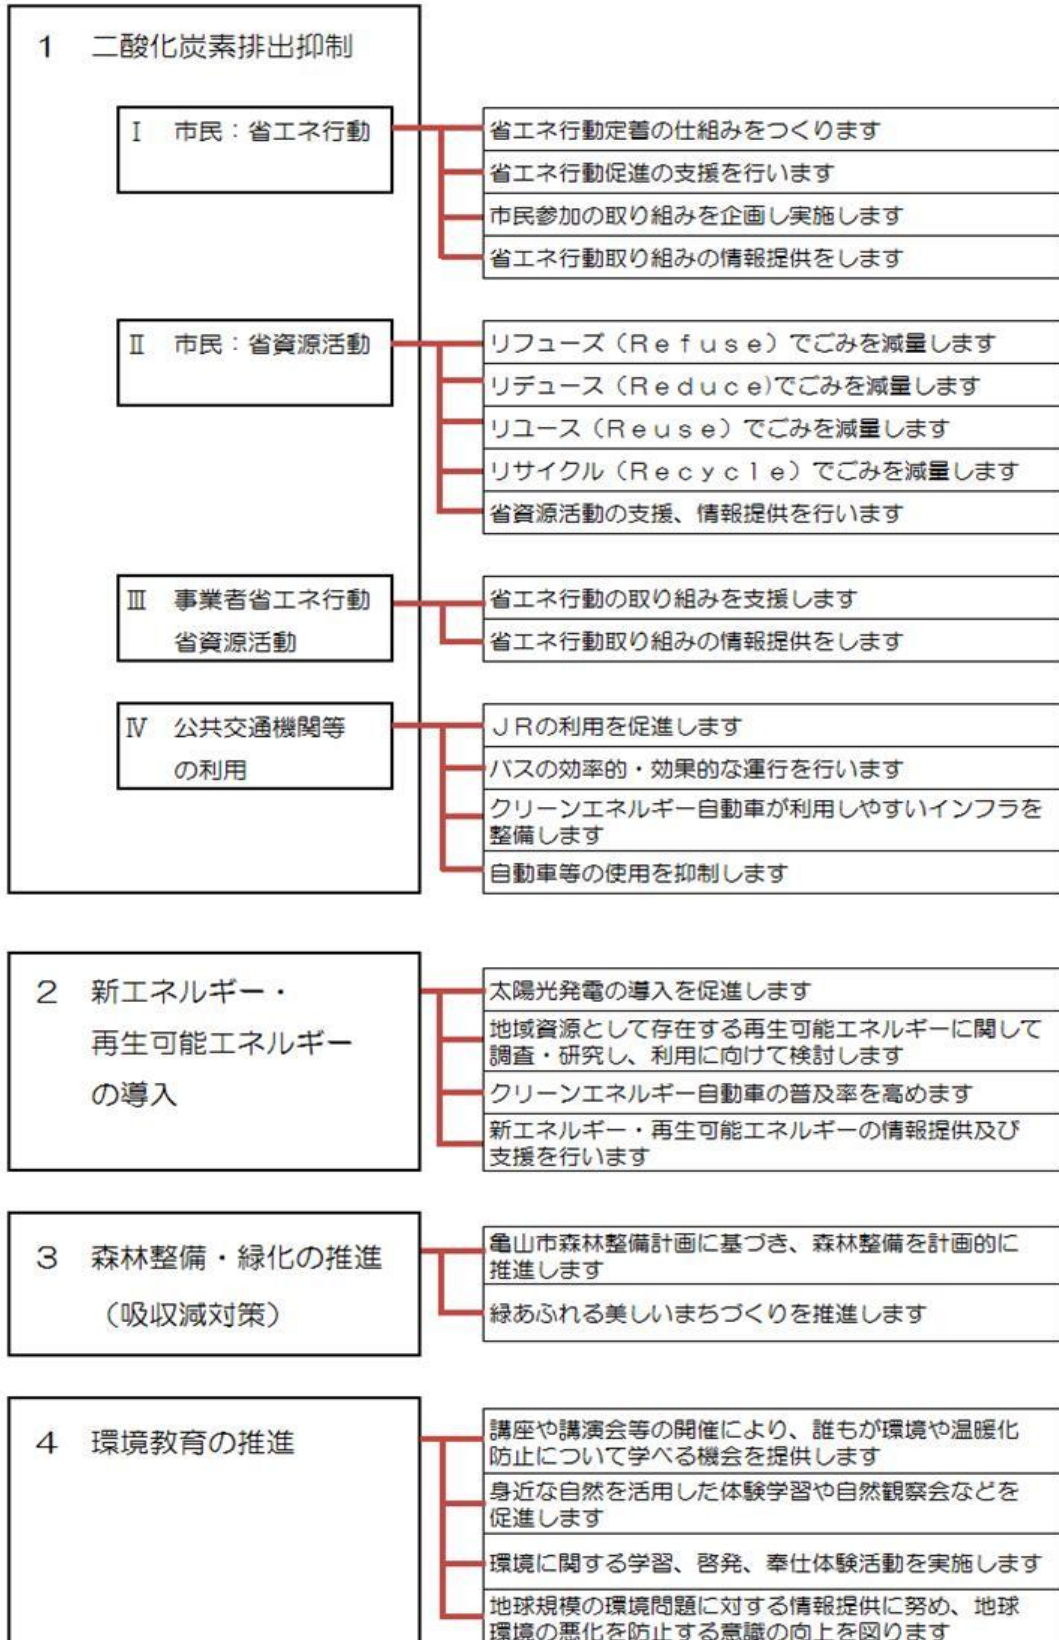 1 二酸化炭素排出抑制
Ⅰ 市民：省エネ行動
省エネ行動定着の仕組みをつくります
省エネ行動促進の支援を行います
市民参加の取り組みを企画し実施します
省エネ行動取り組みの情報提供をします
Ⅱ 市民：省資源活動
リフューズ（Ｒｅｆｕｓｅ）でごみを減量します
リデュース（Ｒｅｄｕｃｅ)でごみを減量します
リユース（Ｒｅｕｓｅ）でごみを減量します
リサイクル（Ｒｅｃｙｃｌｅ）でごみを減量します
省資源活動の支援、情報提供を行います
Ⅲ 事業者省エネ行動
省資源活動
省エネ行動の取り組みを支援します
省エネ行動取り組みの情報提供をします
Ⅳ 公共交通機関等
の利用
ＪＲの利用を促進します
バスの効率的・効果的な運行を行います
クリーンエネルギー自動車が利用しやすいインフラを
整備します
自動車等の使用を抑制します
2 新エネルギー・
再生可能エネルギー
の導入
太陽光発電の導入を促進します
地域資源として存在する再生可能エネルギーに関して
調査・研究し、利用に向けて検討します
クリーンエネルギー自動車の普及率を高めます
新エネルギー・再生可能エネルギーの情報提供及び
支援を行います
3 森林整備・緑化の推進
（吸収減対策）
亀山市森林整備計画に基づき、森林整備を計画的に
推進します
緑あふれる美しいまちづくりを推進します
4 環境教育の推進
講座や講演会等の開催により、誰もが環境や温暖化
防止について学べる機会を提供します
身近な自然を活用した体験学習や自然観察会などを
促進します
環境に関する学習、啓発、奉仕体験活動を実施します
地球規模の環境問題に対する情報提供に努め、地球
環境の悪化を防止する意識の向上を図ります